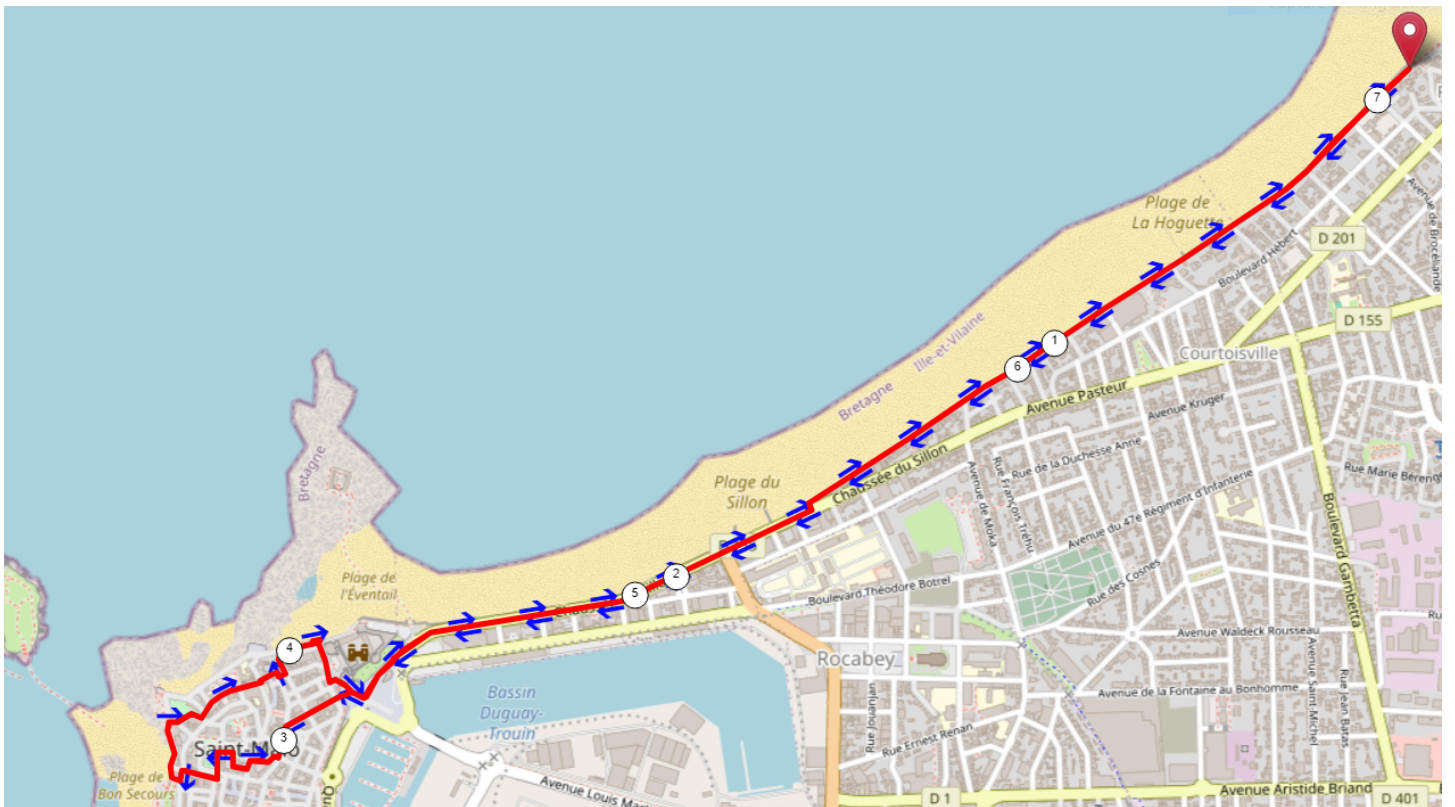 7
Plage de
La Hoguette
Boulevard Hébert
Avenue de Brocéliande
D 201
D 155
Bretagne
Ille-et-Vilaine
1
6
Courtoisville
Avenue Pasteur
Avenue Kruger
Rue de la Duchesse Anne
Chaussée du Sillon
Plage du
Sillon
Avenue de Moka
Rue François Tréhu
Avenue du 47e Régiment d'Infanterie
Rue Marie Bérengère
Boulevard Gambetta
Bretagne
Plage de
l'Éventail
2
5
Boulevard Théodore Botrel
Rue des Cosnes
Avenue Waldeck Rousseau
4
Rocabey
Avenue de la Fontaine au Bonhomme
Avenue Saint-Michel
Rue Jean Batas
Bassin
Duguay-
Trouin
Rue Jouanjan
Rue Ernest Renan
3
Saint-Malo
Plage de
Bon Secours
Avenue Louis
D 1
Avenue Aristide Briand
D 401